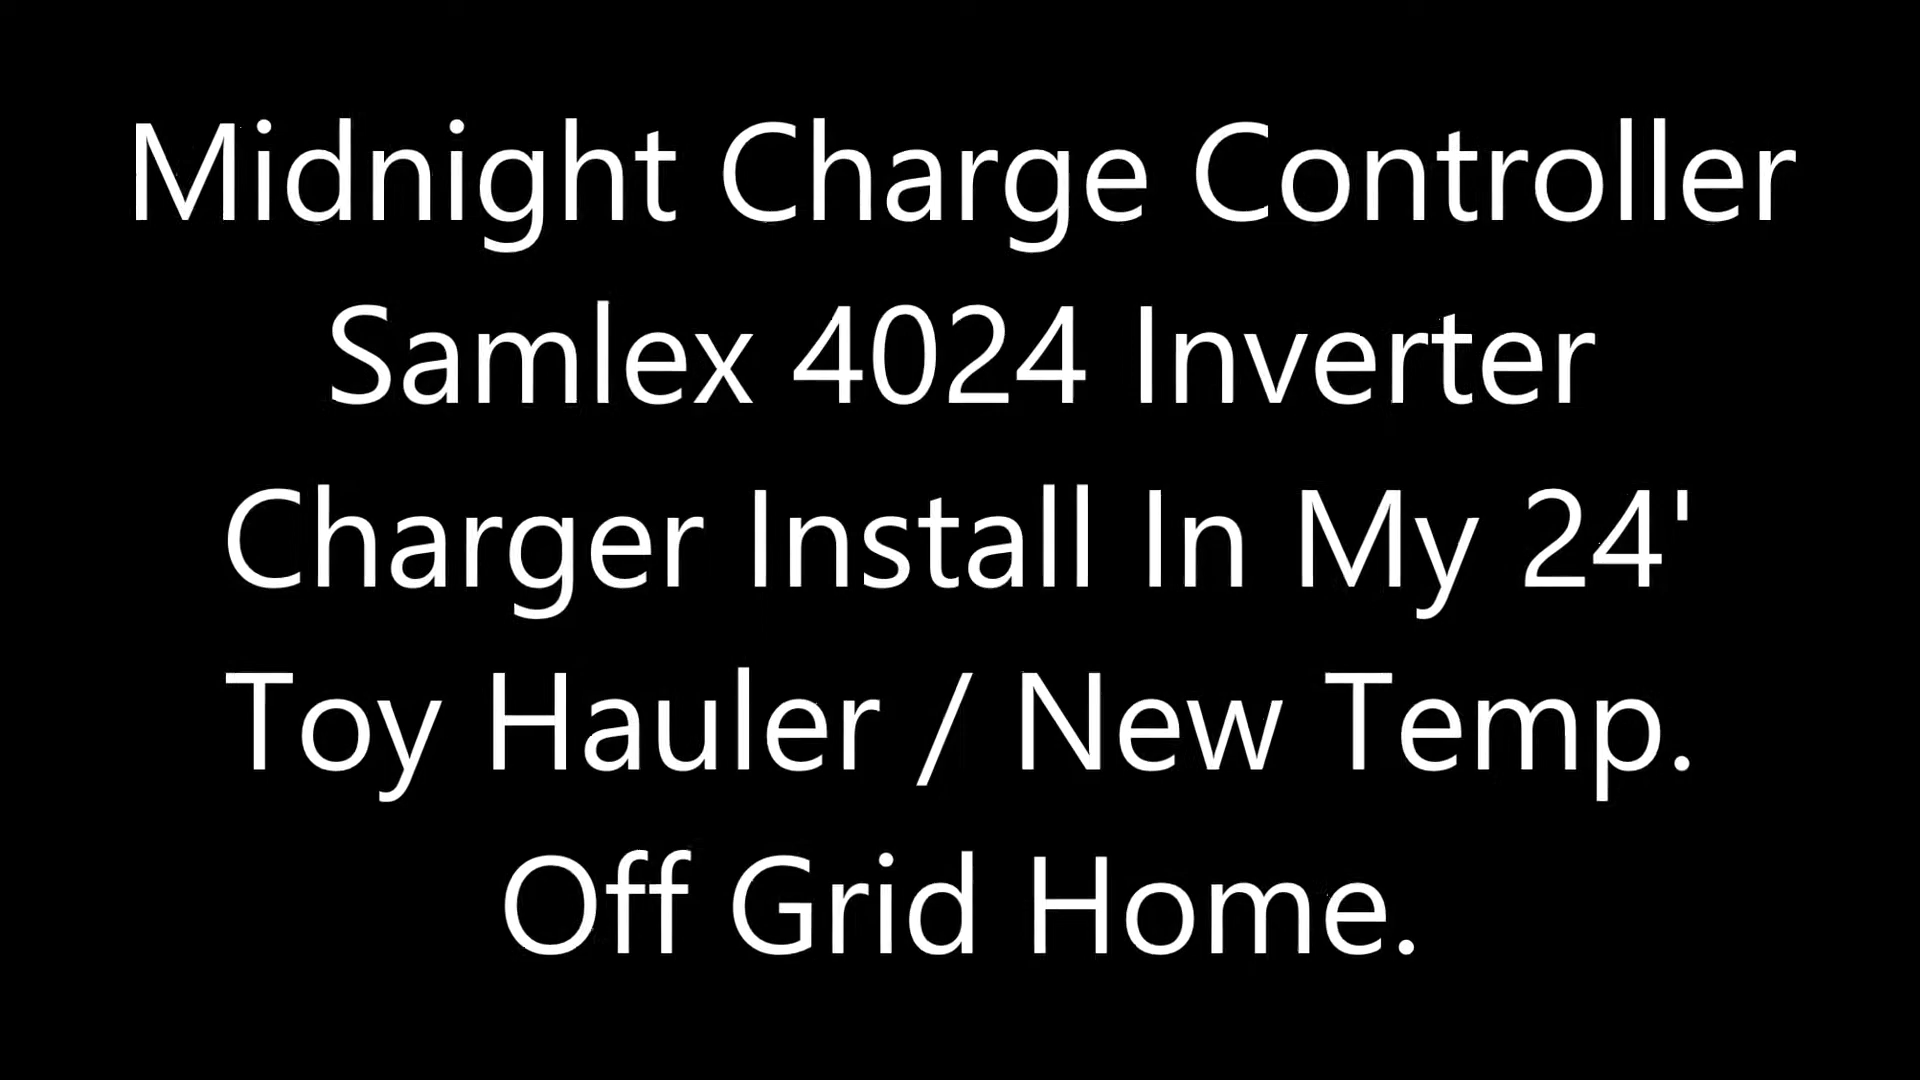 Midnight Charge Controller
Samlex 4024 Inverter
Charger Install In My 24'
Toy Hauler / New Temp.
Off Grid Home.